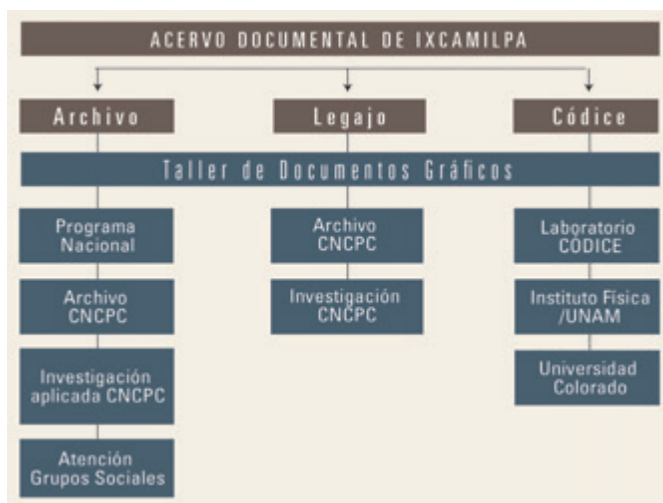 ACERVO DOCUMENTAL DE IXCAMILPA
Archivo
Legajo
Códice
Taller de Documentos Gráficos
Programa
Nacional
Archivo
CNCPC
Investigación
aplicada CNCPC
Atención
Grupos Sociales
Archivo
CNCPC
Investigación
CNCPC
Laboratorio
CÓDICE
Instituto Física
/UNAM
Universidad
Colorado